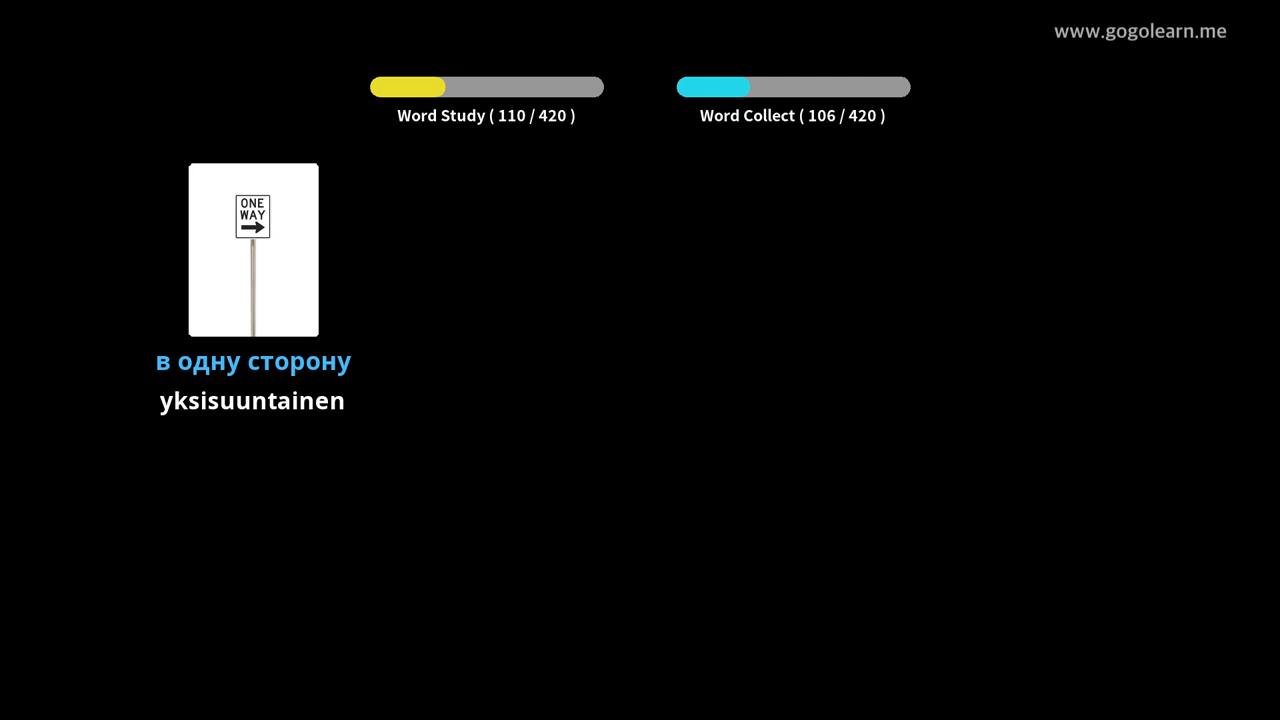 www.gogolearn.me
Word Study ( 110 / 420 )
Word Collect ( 106 / 420 )
ONE
WAY
в одну сторону
yksisuuntainen